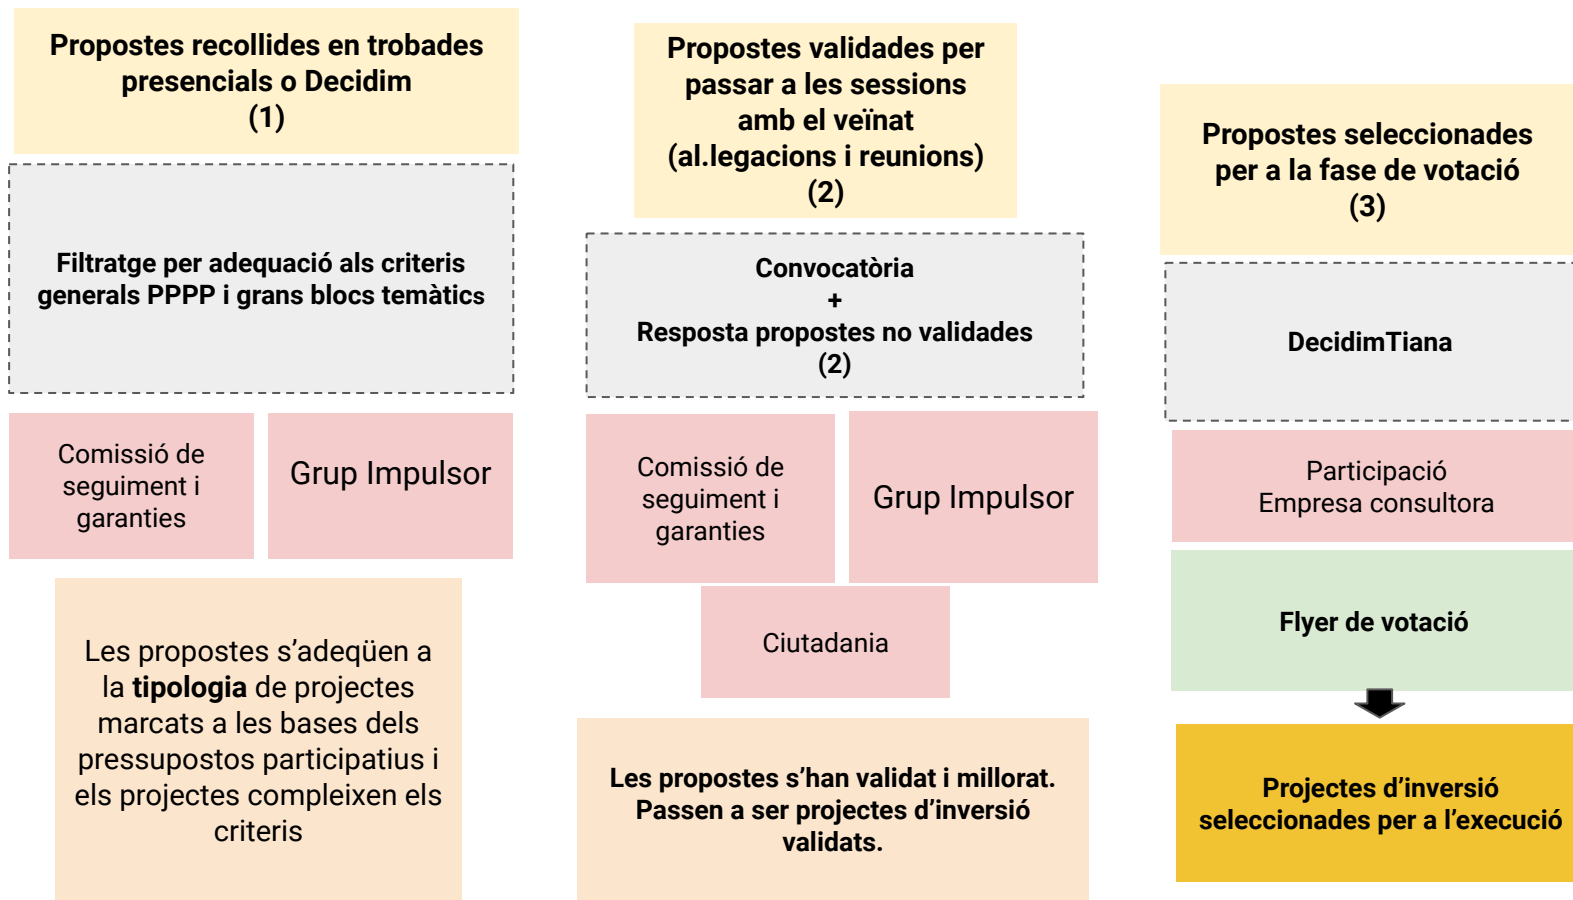 Propostes recollides en trobades
presencials o Decidim
(1)
Filtratge per adequació als criteris
generals PPPP i grans blocs temàtics
Comissió de
seguiment i
garanties
Grup Impulsor
Les propostes s’adeqüen a
la tipologia de projectes
marcats a les bases dels
pressupostos participatius i
els projectes compleixen els
criteris
Propostes validades per
passar a les sessions
amb el veïnat
(al.legacions i reunions)
(2)
Convocatòria
+
Resposta propostes no validades
(2)
Comissió de
seguiment i
garanties
Grup Impulsor
Ciutadania
Les propostes s’han validat i millorat.
Passen a ser projectes d’inversió
validats.
Propostes seleccionades
per a la fase de votació
(3)
DecidimTiana
Participació
Empresa consultora
Flyer de votació
Projectes d’inversió
seleccionades per a l’execució